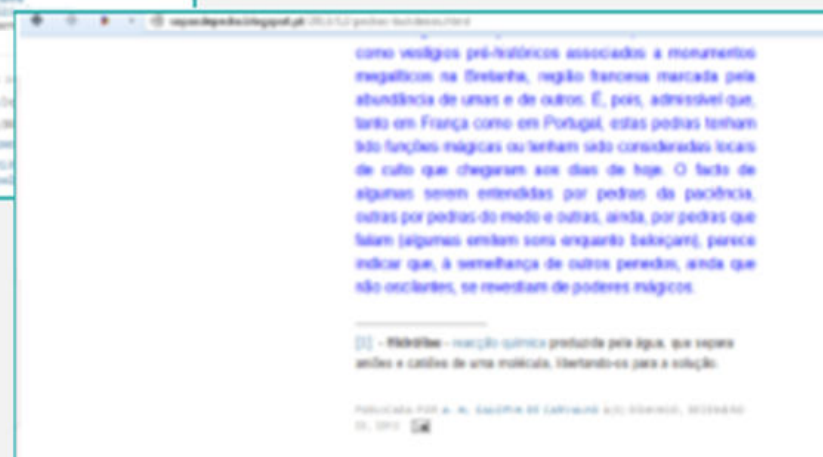 como vestígios pré-históricos associados a monumentos
megalíticos na Bretanha, região francesa marcada pela
abundância de umas e de outros. É, pois, admissível que,
tanto em França como em Portugal, estas pedras tenham
tido funções mágicas ou tenham sido consideradas locais
de culto que chegaram aos dias de hoje. O facto de
algumas serem entendidas por pedras da paciência,
outras por pedras do medo e outras, ainda, por pedras que
falam (algumas emitem sons enquanto baloiçam), parece
indicar que, à semelhança de outros penedos, ainda que
não oscilantes, se revestiam de poderes mágicos.
[1] - Hidrólise - reacção química produzida pela água, que separa
aniões e catiões de uma molécula, libertando-os para a solução.
PUBLICADA POR A. M. GALOPIM DE CARVALHO